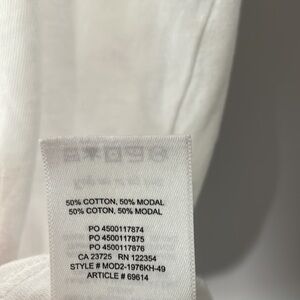 50% COTTON, 50% MODAL
50% COTON, 50% MODAL
PO 4500117874
PO 4500117875
PO 4500117876
CA 23725 RN 122354
STYLE # MOD2-1976KH-49
ARTICLE # 69614